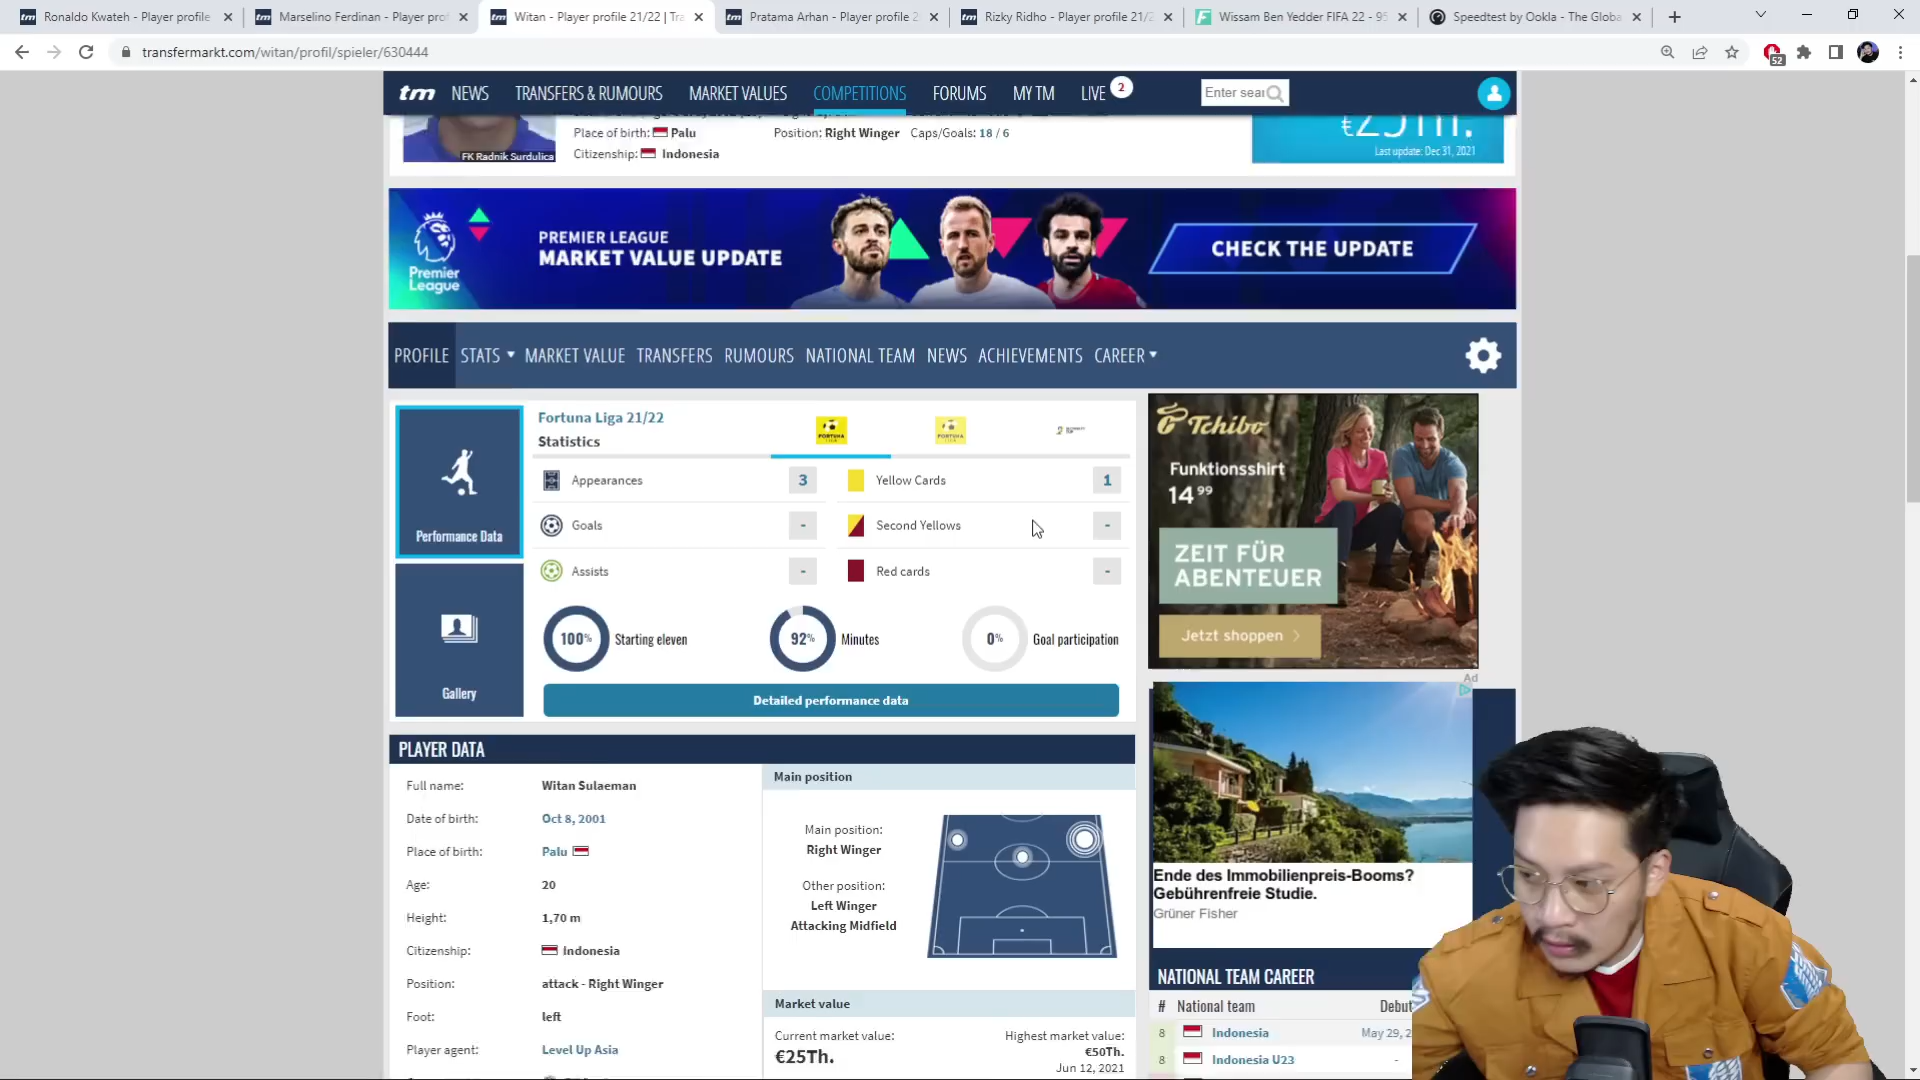 Ronaldo Kwateh - Player profile
Marselino Ferdinan - Player pro
Witan - Player profile 21/22 | Tra
Pratama Arhan - Player profile 2
Rizky Ridho - Player profile 21/2
Wissam Ben Yedder FIFA 22 - 95
Speedtest by Ookla - The Globa
transfermarkt.com/witan/profil/spieler/630444
52
tm
NEWS
TRANSFERS & RUMOURS
MARKET VALUES
COMPETITIONS
FORUMS
MY TM
LIVE
2
Enter sear
FK Radnik Surdulica
Place of birth: Palu
Position: Right Winger
Caps/Goals: 18 / 6
Citizenship: Indonesia
€25Th.
Last update: Dec 31, 2021
Premier League
PREMIER LEAGUE
MARKET VALUE UPDATE
CHECK THE UPDATE
PROFILE
STATS
MARKET VALUE
TRANSFERS
RUMOURS
NATIONAL TEAM
NEWS
ACHIEVEMENTS
CAREER
Performance Data
Gallery
Fortuna Liga 21/22
Statistics
FORTUNA
FORTUNA
Appearances
3
Yellow Cards
1
Goals
-
Second Yellows
-
Assists
-
Red cards
-
100%
Starting eleven
92%
Minutes
0%
Goal participation
Detailed performance data
Tchibo
Funktionsshirt
14 99
ZEIT FÜR
ABENTEUER
Jetzt shoppen
Ad
PLAYER DATA
Full name: Witan Sulaeman
Date of birth: Oct 8, 2001
Place of birth: Palu
Age: 20
Height: 1,70 m
Citizenship: Indonesia
Position: attack - Right Winger
Foot: left
Player agent: Level Up Asia
Main position
Main position:
Right Winger
Other position:
Left Winger
Attacking Midfield
Market value
Current market value:
€25Th.
Highest market value:
€50Th.
Jun 12, 2021
Ende des Immobilienpreis-Booms?
Gebührenfreie Studie.
Grüner Fisher
NATIONAL TEAM CAREER
# National team Debut
8 Indonesia May 29, 2
8 Indonesia U23 -